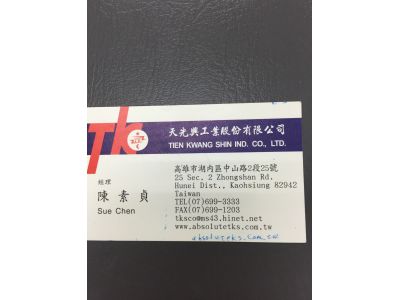 TK
天光興工業股份有限公司
TIEN KWANG SHIN IND. CO., LTD.
經理
陳素貞
Sue Chen
高雄市湖內區中山路2段25號
25 Sec. 2 Zhongshan Rd.
Hunei Dist., Kaohsiung 82942
Taiwan
TEL(07)699-3333
FAX(07)699-1203
tksco@ms43.hinet.net
www.absolutetks.com.tw
absolutetks.com.tw